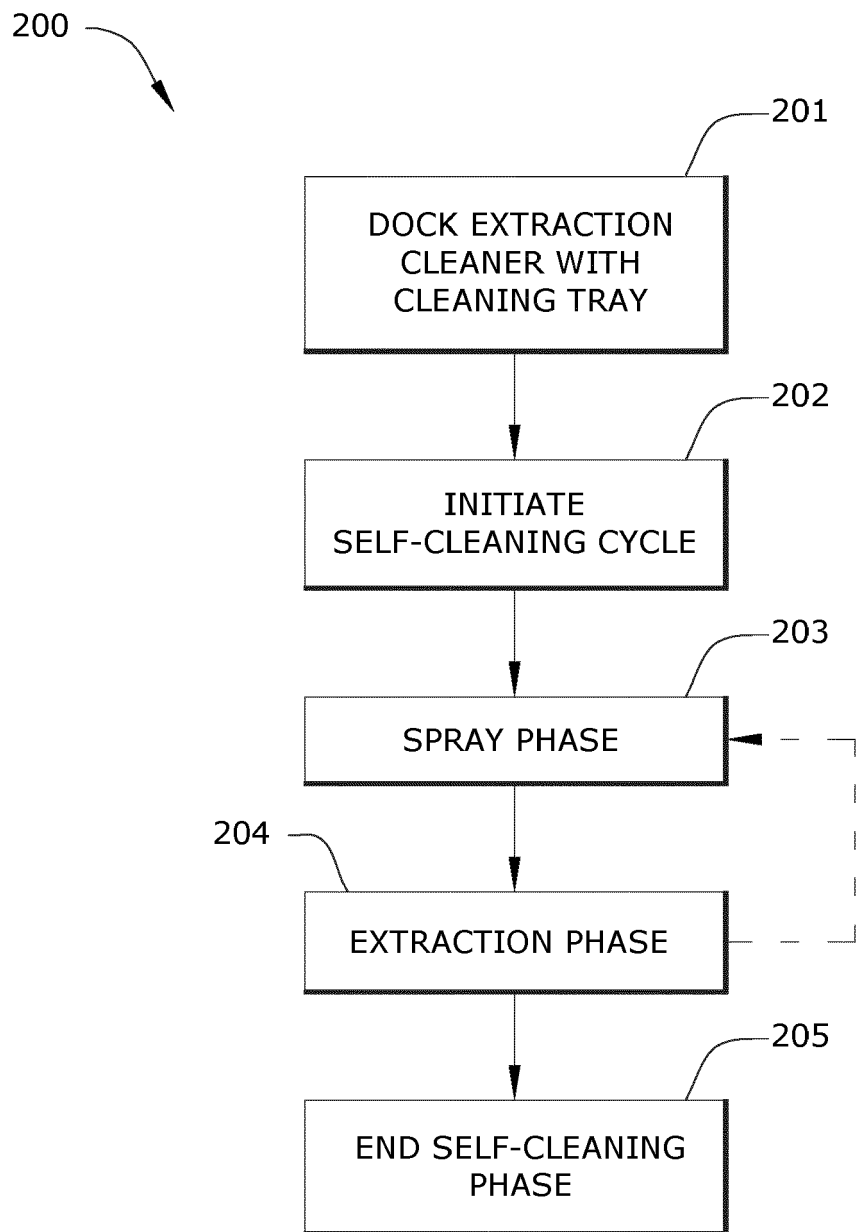 200
201
DOCK EXTRACTION
CLEANER WITH
CLEANING TRAY
202
INITIATE
SELF-CLEANING CYCLE
203
SPRAY PHASE
204
EXTRACTION PHASE
205
END SELF-CLEANING
PHASE